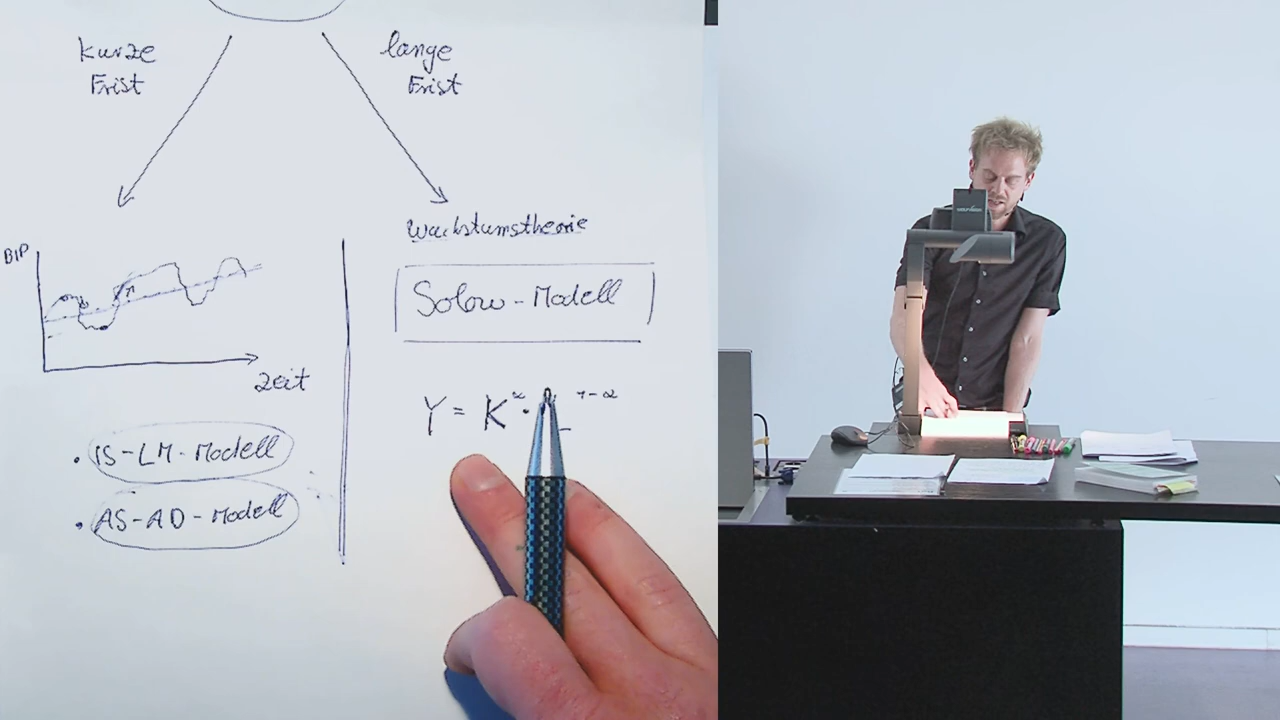 kurze
Frist
lange
Frist
BIP
Zeit
• IS-LM-Modell
• AS-AD-Modell
Wachstumstheorie
Solow-Modell
Y = K^α · ^1-α